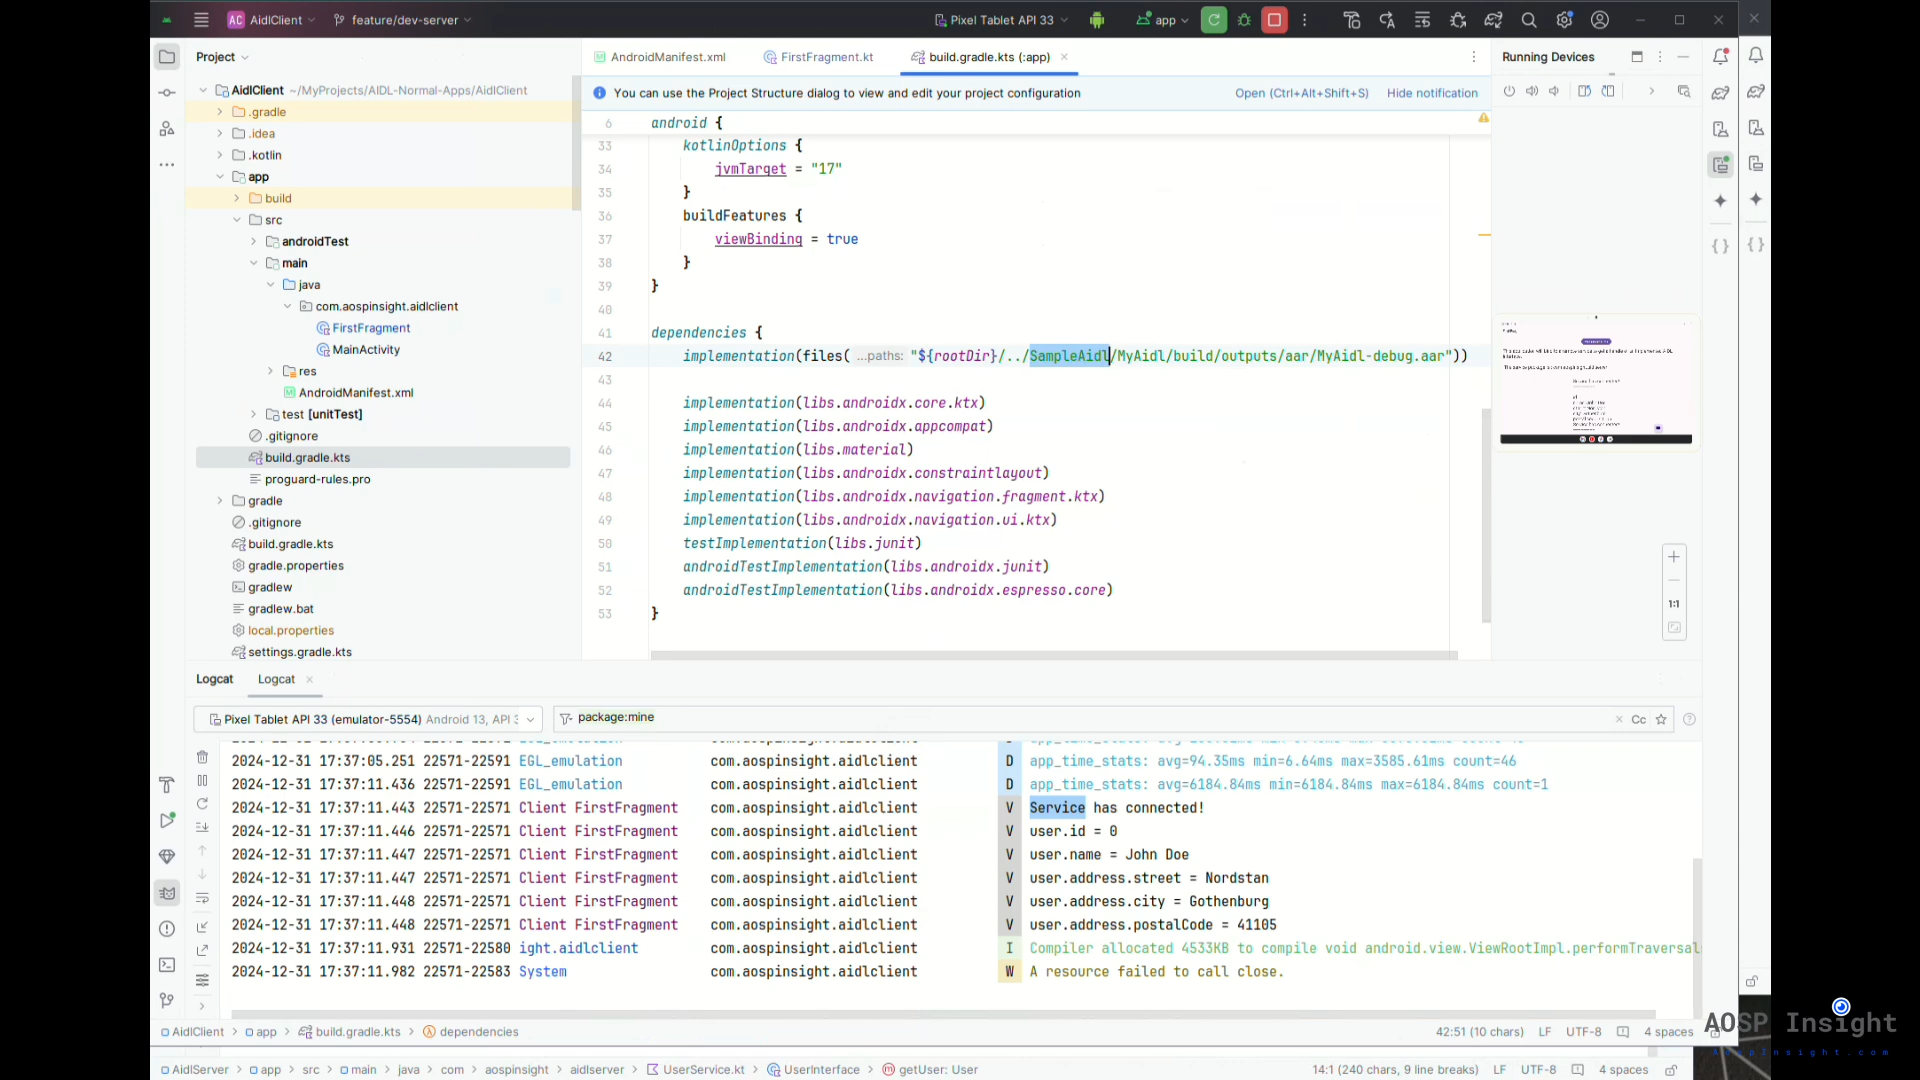 AC AidlClient
feature/dev-server
Pixel Tablet API 33
app
Project
AndroidManifest.xml
FirstFragment.kt
build.gradle.kts (:app)
Running Devices
You can use the Project Structure dialog to view and edit your project configuration
Open (Ctrl+Alt+Shift+S)
Hide notification
AidlClient ~/MyProjects/AIDL-Normal-Apps/AidlClient
.gradle
.idea
.kotlin
app
build
src
androidTest
main
java
com.aospinsight.aidlclient
FirstFragment
MainActivity
res
AndroidManifest.xml
test [unitTest]
.gitignore
build.gradle.kts
proguard-rules.pro
gradle
.gitignore
build.gradle.kts
gradle.properties
gradlew
gradlew.bat
local.properties
settings.gradle.kts
6 android {
33 kotlinOptions {
34 jvmTarget = "17"
35 }
36 buildFeatures {
37 viewBinding = true
38 }
39 }
40
41 dependencies {
42 implementation(files( ...paths: "${rootDir}/../SampleAidl/MyAidl/build/outputs/aar/MyAidl-debug.aar"))
43
44 implementation(libs.androidx.core.ktx)
45 implementation(libs.androidx.appcompat)
46 implementation(libs.material)
47 implementation(libs.androidx.constraintlayout)
48 implementation(libs.androidx.navigation.fragment.ktx)
49 implementation(libs.androidx.navigation.ui.ktx)
50 testImplementation(libs.junit)
51 androidTestImplementation(libs.androidx.junit)
52 androidTestImplementation(libs.androidx.espresso.core)
53 }
1:1
Logcat
Logcat
Pixel Tablet API 33 (emulator-5554) Android 13, API 3
package:mine
Cc
2024-12-31 17:37:05.251 22571-22591 EGL_emulation com.aospinsight.aidlclient D app_time_stats: avg=94.35ms min=6.64ms max=3585.61ms count=46
2024-12-31 17:37:11.436 22571-22591 EGL_emulation com.aospinsight.aidlclient D app_time_stats: avg=6184.84ms min=6184.84ms max=6184.84ms count=1
2024-12-31 17:37:11.443 22571-22571 Client FirstFragment com.aospinsight.aidlclient V Service has connected!
2024-12-31 17:37:11.446 22571-22571 Client FirstFragment com.aospinsight.aidlclient V user.id = 0
2024-12-31 17:37:11.447 22571-22571 Client FirstFragment com.aospinsight.aidlclient V user.name = John Doe
2024-12-31 17:37:11.447 22571-22571 Client FirstFragment com.aospinsight.aidlclient V user.address.street = Nordstan
2024-12-31 17:37:11.448 22571-22571 Client FirstFragment com.aospinsight.aidlclient V user.address.city = Gothenburg
2024-12-31 17:37:11.448 22571-22571 Client FirstFragment com.aospinsight.aidlclient V user.address.postalCode = 41105
2024-12-31 17:37:11.931 22571-22580 ight.aidlclient com.aospinsight.aidlclient I Compiler allocated 4533KB to compile void android.view.ViewRootImpl.performTraversal
2024-12-31 17:37:11.982 22571-22583 System com.aospinsight.aidlclient W A resource failed to call close.
AidlClient > app > build.gradle.kts > dependencies
42:51 (10 chars) LF UTF-8 4 spaces
AOSP Insight
AospInsight.com
AidlServer > app > src > main > java > com > aospinsight > aidlserver > UserService.kt > UserInterface > getUser: User
14:1 (240 chars, 9 line breaks) LF UTF-8 4 spaces